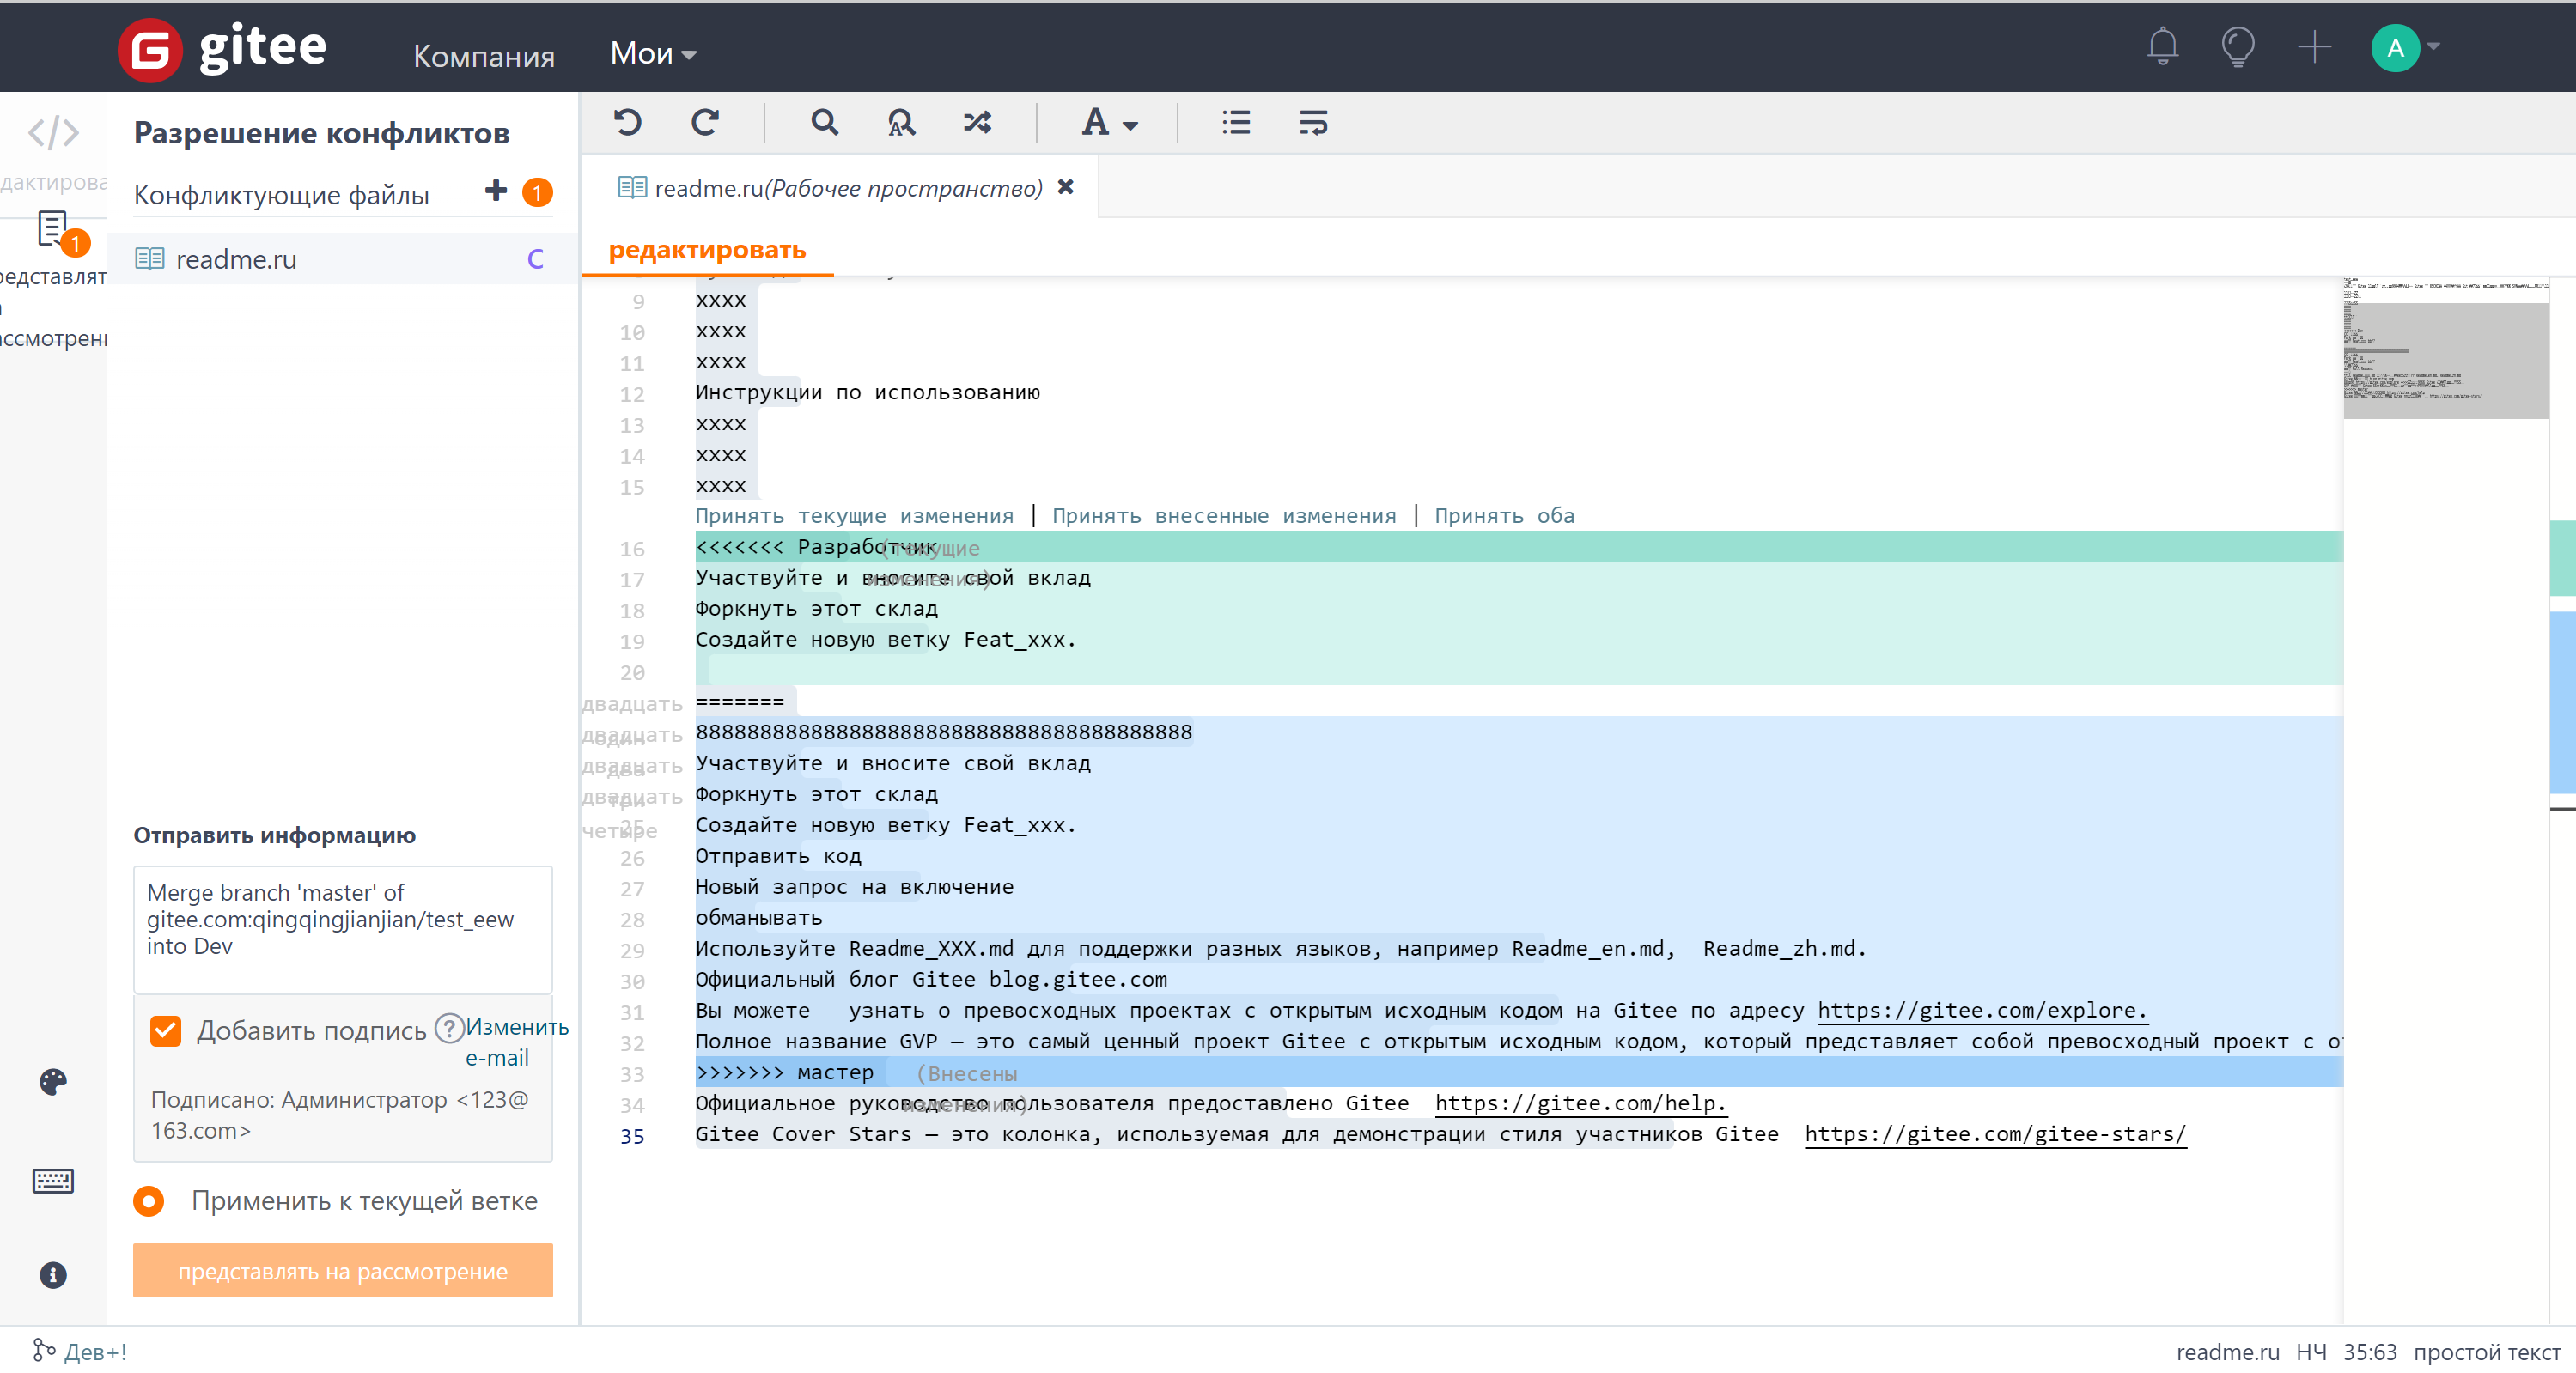 gitee
Компания
Мои
A
дактирова
1
редставлят
ассмотрен
Разрешение конфликтов
Конфликтующие файлы
1
readme.ru
C
readme.ru(Рабочее пространство)
редактировать
9 xxxx
10 xxxx
11 xxxx
12 Инструкции по использованию
13 xxxx
14 xxxx
15 xxxx
Принять текущие изменения | Принять внесенные изменения | Принять оба
16 <<<<<<< Разработчик (текущие изменения)
17 Участвуйте и вносите свой вклад
18 Форкнуть этот склад
19 Создайте новую ветку Feat_xxx.
20
двадцать один =======
двадцать два 888888888888888888888888888888888888888
двадцать три Участвуйте и вносите свой вклад
двадцать четыре Форкнуть этот склад
25 Создайте новую ветку Feat_xxx.
26 Отправить код
27 Новый запрос на включение
28 обманывать
29 Используйте Readme_XXX.md для поддержки разных языков, например Readme_en.md, Readme_zh.md.
30 Официальный блог Gitee blog.gitee.com
31 Вы можете узнать о превосходных проектах с открытым исходным кодом на Gitee по адресу https://gitee.com/explore.
32 Полное название GVP — это самый ценный проект Gitee с открытым исходным кодом, который представляет собой превосходный проект с от
33 >>>>>>> мастер (Внесены изменения)
34 Официальное руководство пользователя предоставлено Gitee https://gitee.com/help.
35 Gitee Cover Stars — это колонка, используемая для демонстрации стиля участников Gitee https://gitee.com/gitee-stars/
Отправить информацию
Merge branch 'master' of
gitee.com:qingqingjianjian/test_eew
into Dev
Добавить подпись ? Изменить
e-mail
Подписано: Администратор <123@
163.com>
Применить к текущей ветке
представлять на рассмотрение
Дев+!
readme.ru НЧ 35:63 простой текст